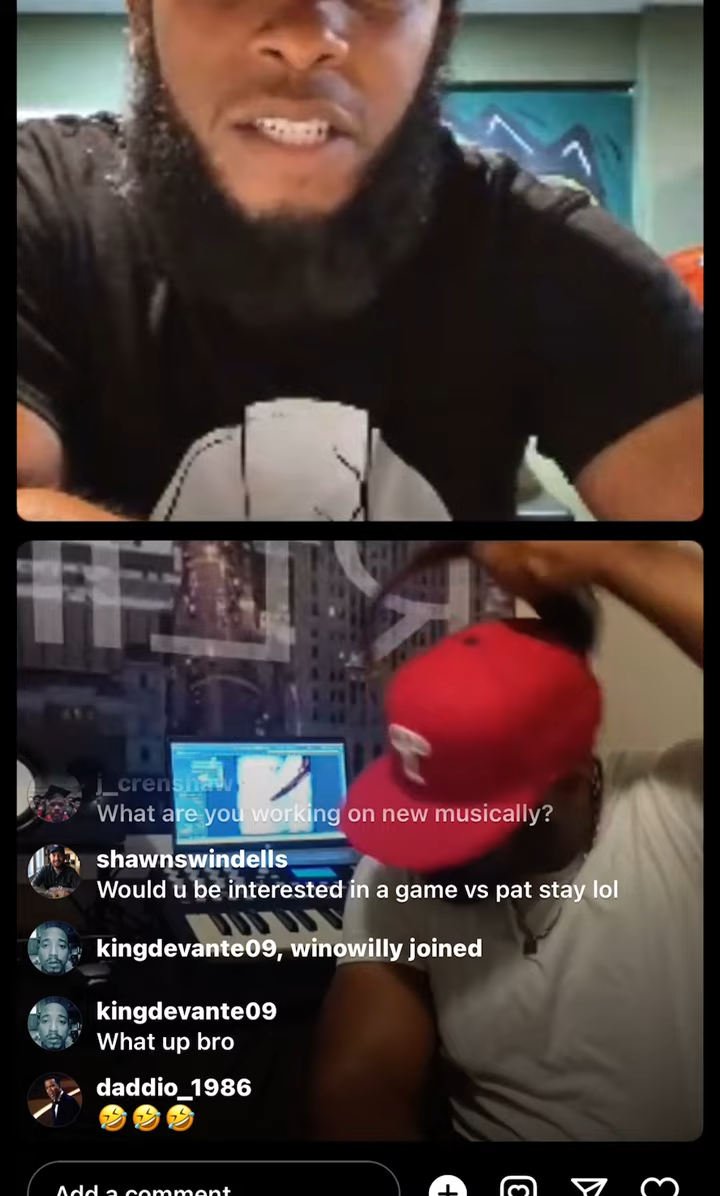 j_crenshaw
What are you working on new musically?
shawnswindells
Would u be interested in a game vs pat stay lol
kingdevante09, winowilly joined
kingdevante09
What up bro
daddio_1986
🤣🤣🤣
Add a comment